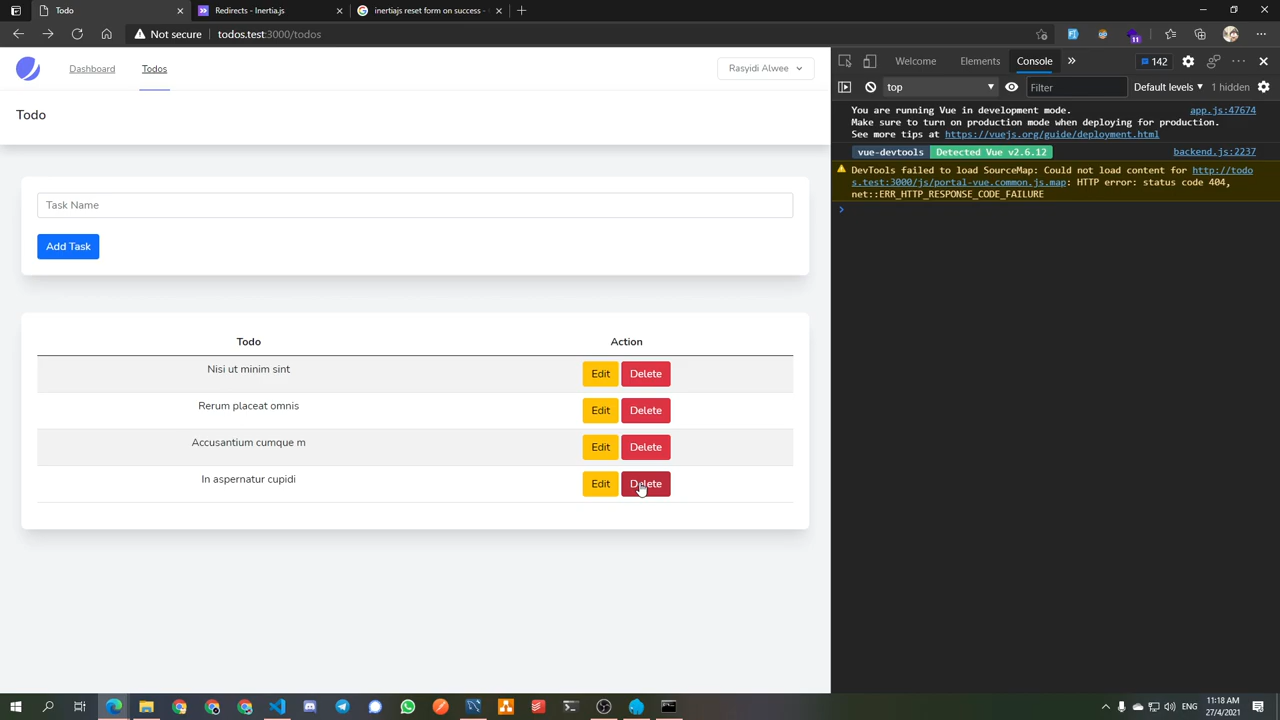 Todo
Redirects - Inertia.js
inertiajs reset form on success -
Not secure
todos.test:3000/todos
11
Dashboard
Todos
Rasyidi Alwee
Todo
Task Name
Add Task
Todo
Action
Nisi ut minim sint
Edit
Delete
Rerum placeat omnis
Edit
Delete
Accusantium cumque m
Edit
Delete
In aspernatur cupidi
Edit
Delete
Welcome
Elements
Console
142
top
Filter
Default levels
1 hidden
You are running Vue in development mode.
app.js:47674
Make sure to turn on production mode when deploying for production.
See more tips at https://vuejs.org/guide/deployment.html
vue-devtools
Detected Vue v2.6.12
backend.js:2237
DevTools failed to load SourceMap: Could not load content for http://todo
s.test:3000/js/portal-vue.common.js.map: HTTP error: status code 404,
net::ERR_HTTP_RESPONSE_CODE_FAILURE
ENG
11:18 AM
27/4/2021